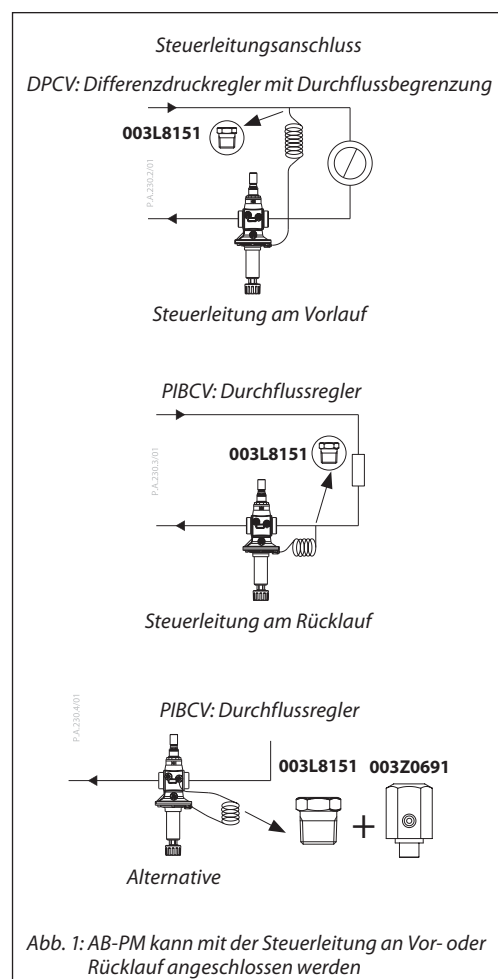 Steuerleitungsanschluss
DPCV: Differenzdruckregler mit Durchflussbegrenzung
003L8151
P.A.230.2/01
Steuerleitung am Vorlauf
PIBCV: Durchflussregler
003L8151
P.A.230.3/01
Steuerleitung am Rücklauf
P.A.230.4/01
PIBCV: Durchflussregler
003L8151 003Z0691
+
Alternative
Abb. 1: AB-PM kann mit der Steuerleitung an Vor- oder
Rücklauf angeschlossen werden